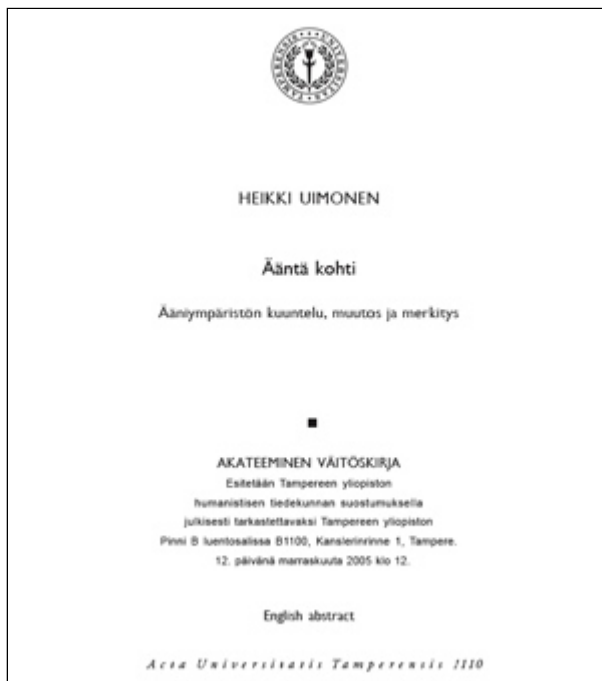 UNIVERSITAS TAMPERENSIS
HEIKKI UIMONEN
Ääntä kohti
Ääniympäristön kuuntelu, muutos ja merkitys
AKATEEMINEN VÄITÖSKIRJA
Esitetään Tampereen yliopiston
humanistisen tiedekunnan suostumuksella
julkisesti tarkastettavaksi Tampereen yliopiston
Pinni B luentosalissa B1100, Kanslerinrinne 1, Tampere.
12. päivänä marraskuuta 2005 klo 12.
English abstract
Acta Universitatis Tamperensis 1110